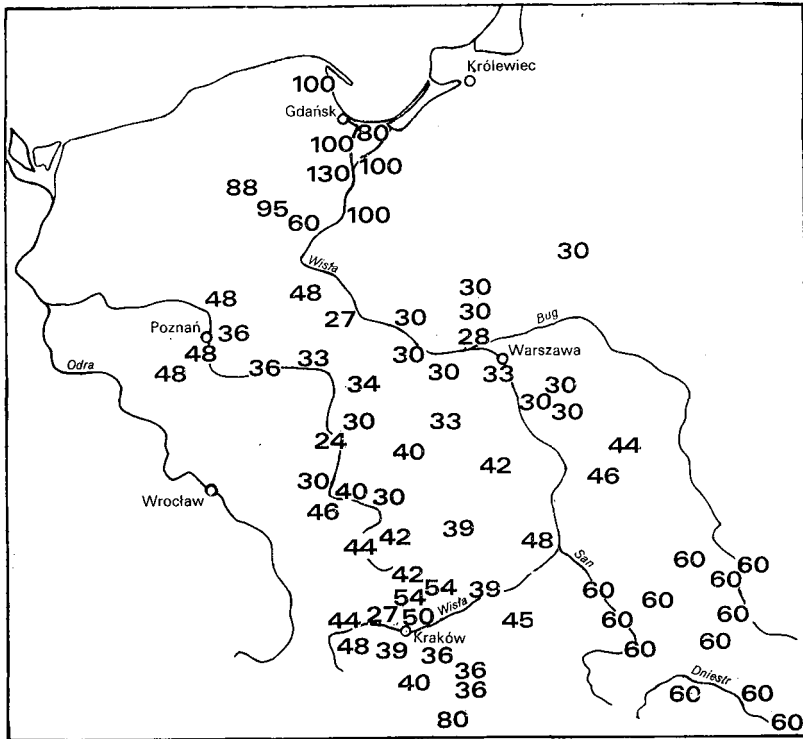 Królewiec
100
Gdańsk
80
100
130 100
88
95
60 100
30
Wisła
48 30
48
27 30 30 Bug
Poznań 36 28
48 30 Warszawa
Odra 48 36 33 30 33
34 30
30 30
30 33
24
40 44
42 46
30 40 30
Wrocław 46
39
42 48
44 San
60 60
42 60
54 39 60
54 Wisła 60
27 50 45 60
44 60
Kraków
48 39 36 60 60
36
40 36 Dniestr
60 60
80 60